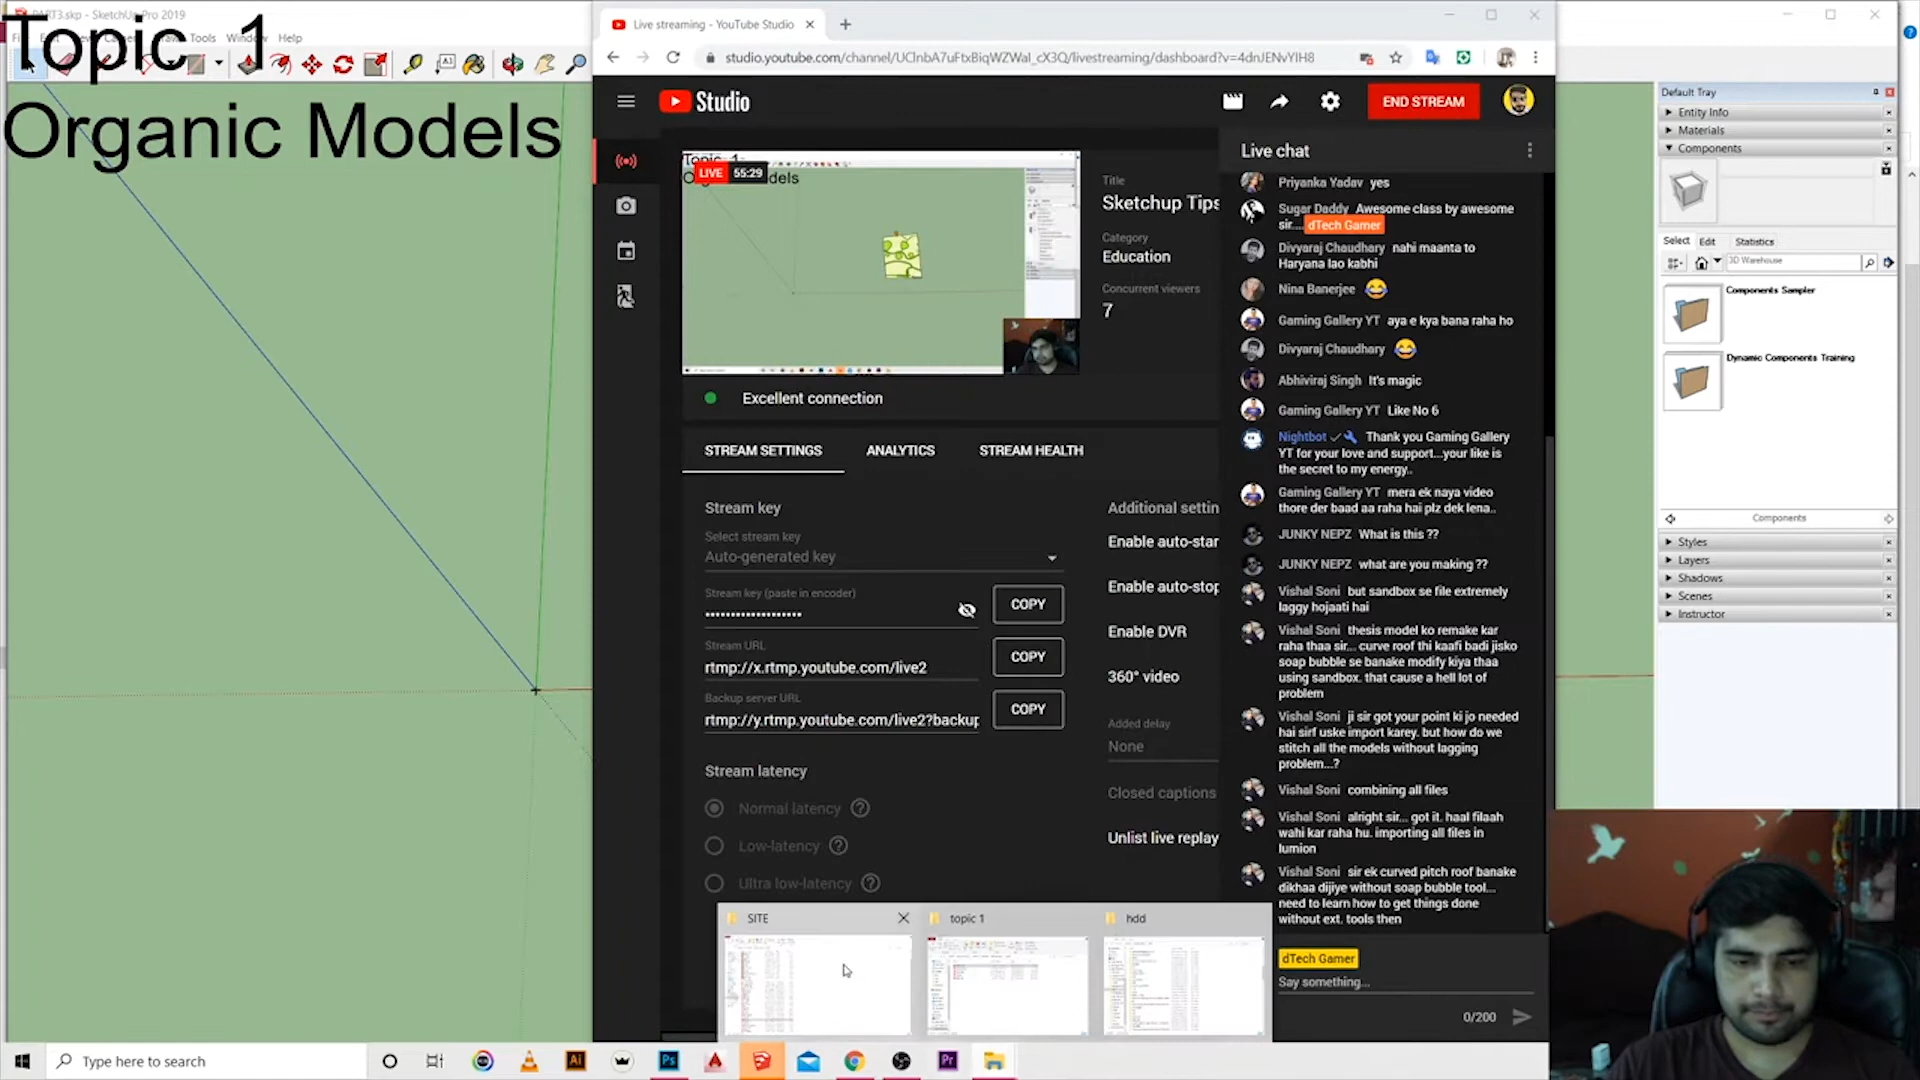 PART3.skp - SketchUp Pro 2019
Tools Window Help
Topic 1
Organic Models
Live streaming - YouTube Studio
studio.youtube.com/channel/UClnbA7uFtxBiqWZWaI_cX3Q/livestreaming/dashboard?v=4dnJENvYIH8
Studio
END STREAM
LIVE 55:29
Title
Sketchup Tips
Category
Education
Concurrent viewers
7
Excellent connection
STREAM SETTINGS
ANALYTICS
STREAM HEALTH
Stream key
Select stream key
Auto-generated key
Stream key (paste in encoder)
COPY
Stream URL
rtmp://x.rtmp.youtube.com/live2
COPY
Backup server URL
rtmp://y.rtmp.youtube.com/live2?backup
COPY
Stream latency
Normal latency
Low-latency
Ultra low-latency
Additional settin
Enable auto-star
Enable auto-stop
Enable DVR
360° video
Added delay
None
Closed captions
Unlist live replay
Live chat
Priyanka Yadav yes
Sugar Daddy Awesome class by awesome
sir.... dTech Gamer
Divyaraj Chaudhary nahi maanta to
Haryana lao kabhi
Nina Banerjee 😂
Gaming Gallery YT aya e kya bana raha ho
Divyaraj Chaudhary 😂
Abhiviraj Singh It's magic
Gaming Gallery YT Like No 6
Nightbot Thank you Gaming Gallery
YT for your love and support...your like is
the secret to my energy..
Gaming Gallery YT mera ek naya video
thore der baad aa raha hai plz dek lena..
JUNKY NEPZ What is this ??
JUNKY NEPZ what are you making ??
Vishal Soni but sandbox se file extremely
laggy hojaati hai
Vishal Soni thesis model ko remake kar
raha thaa sir... curve roof thi kaafi badi jisko
soap bubble se banake modify kiya thaa
using sandbox. that cause a hell lot of
problem
Vishal Soni ji sir got your point ki jo needed
hai sirf uske import karey. but how do we
stitch all the models without lagging
problem...?
Vishal Soni combining all files
Vishal Soni alright sir... got it. haal filaah
wahi kar raha hu. importing all files in
lumion
Vishal Soni sir ek curved pitch roof banake
dikhaa dijiye without soap bubble tool...
need to learn how to get things done
without ext. tools then
dTech Gamer
Say something...
0/200
SITE
topic 1
hdd
Default Tray
Entity Info
Materials
Components
Select Edit Statistics
3D Warehouse
Components Sampler
Dynamic Components Training
Components
Styles
Layers
Shadows
Scenes
Instructor
Type here to search